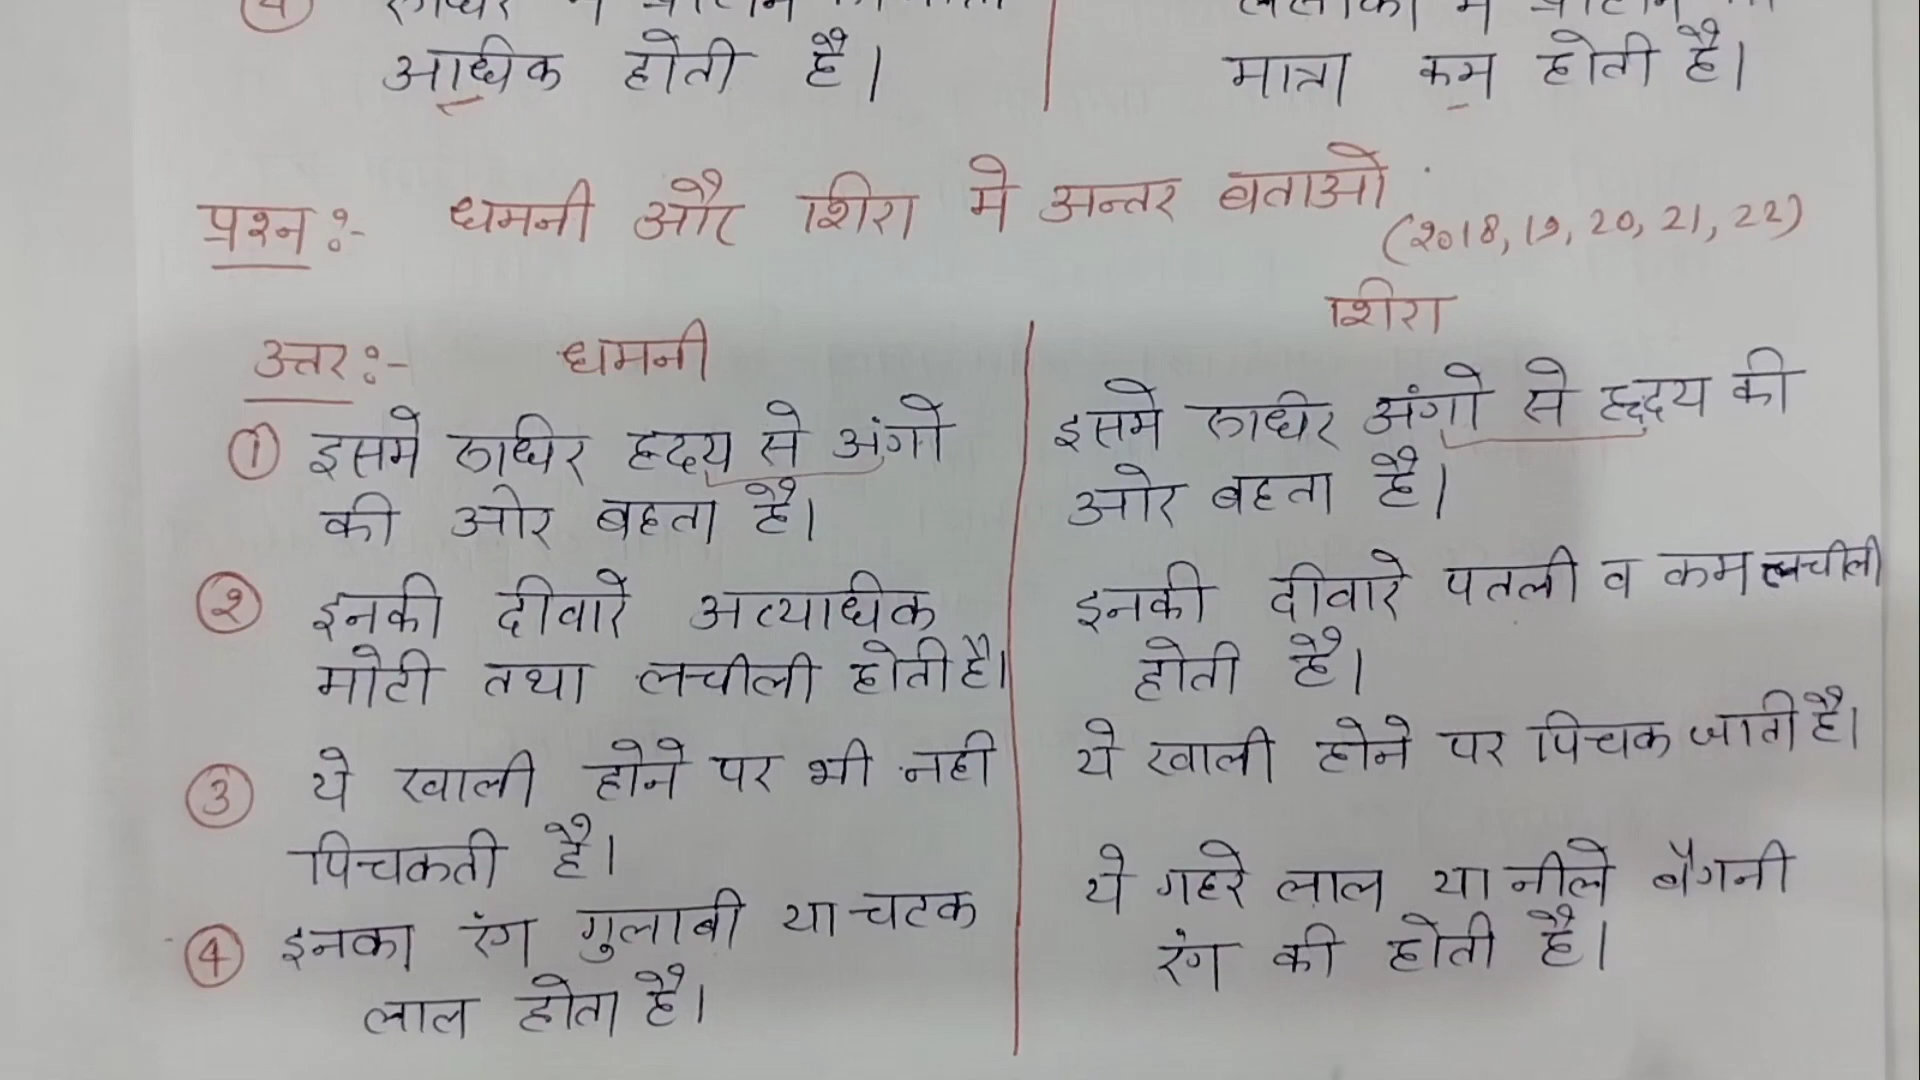 आधिक होती है।
मात्रा कम होती है।
प्रश्न:- धमनी और शिरा मे अन्तर बताओ
(2018, 19, 20, 21, 22)
उत्तर:- धमनी
① इसमे रुधिर हृदय से अंगो
की ओर बहता है।
② इनकी दीवारे अत्याधिक
मोटी तथा लचीली होती है।
③ ये खाली होने पर भी नही
पिचकती है।
④ इनका रंग गुलाबी या चटक
लाल होता है।
शिरा
इसमे रुधिर अंगो से हृदय की
ओर बहता है।
इनकी दीवारे पतली व कम लचीली
होती है।
ये खाली होने पर पिचक जाती है।
ये गहरे लाल या नीले बैगनी
रंग की होती है।